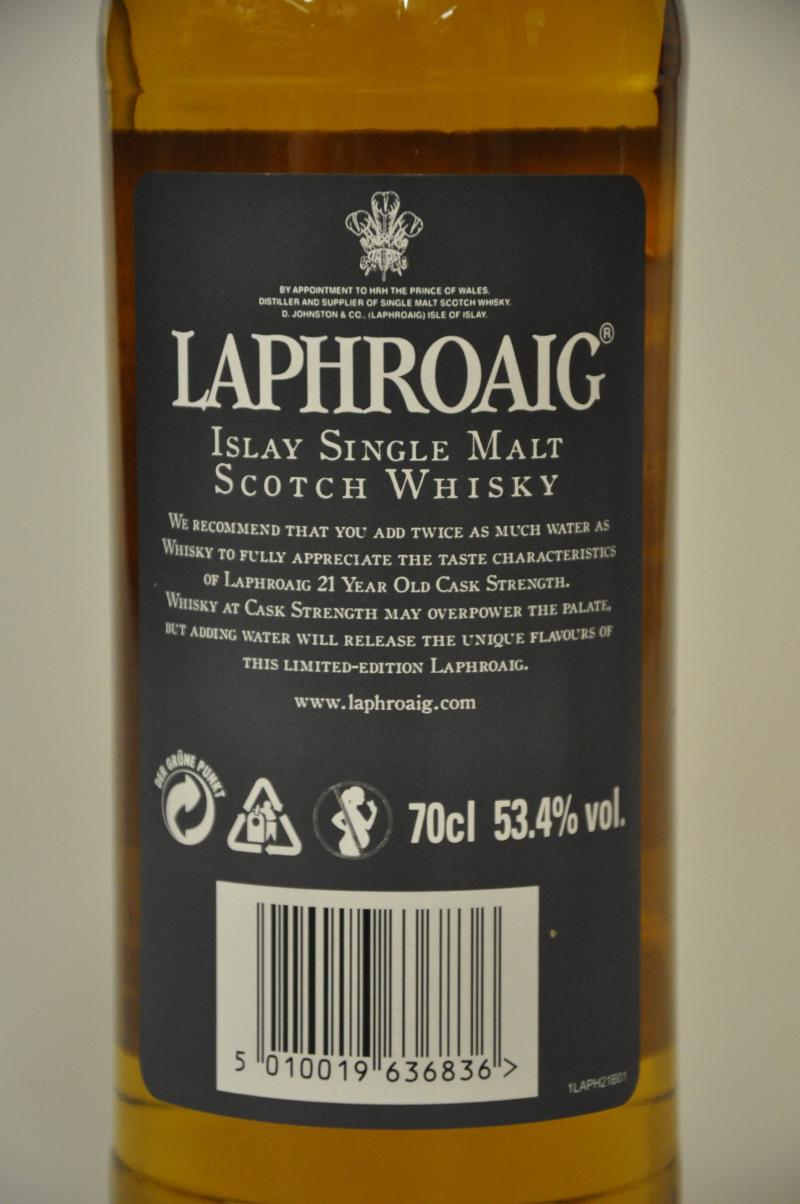 BY APPOINTMENT TO HRH THE PRINCE OF WALES.
DISTILLER AND SUPPLIER OF SINGLE MALT SCOTCH WHISKY.
D. JOHNSTON & CO., (LAPHROAIG) ISLE OF ISLAY.
LAPHROAIG®
ISLAY SINGLE MALT
SCOTCH WHISKY
WE RECOMMEND THAT YOU ADD TWICE AS MUCH WATER AS
WHISKY TO FULLY APPRECIATE THE TASTE CHARACTERISTICS
OF LAPHROAIG 21 YEAR OLD CASK STRENGTH.
WHISKY AT CASK STRENGTH MAY OVERPOWER THE PALATE,
BUT ADDING WATER WILL RELEASE THE UNIQUE FLAVOURS OF
THIS LIMITED-EDITION LAPHROAIG.
www.laphroaig.com
DER GRÜNE PUNKT
70cl 53.4% vol.
5 010019 636836 >
1LAPH21B01